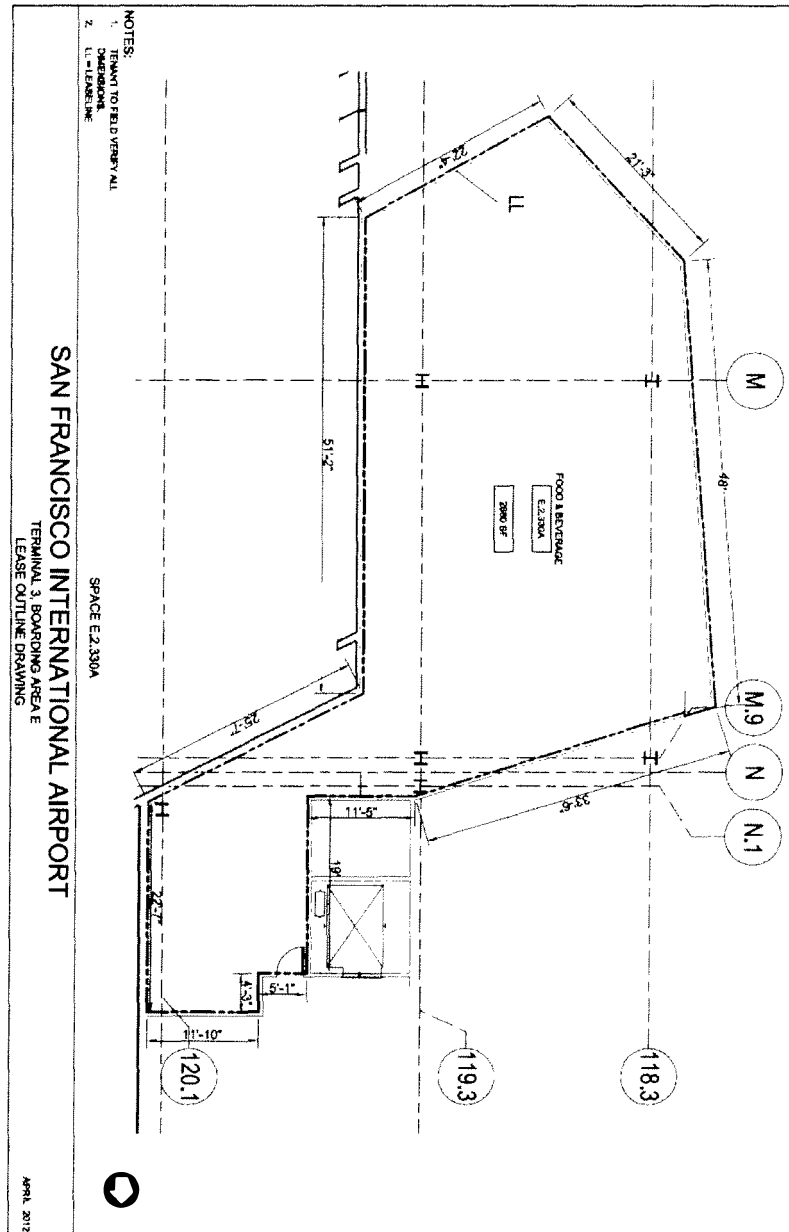 M
M.9
N
N.1
118.3
119.3
120.1
21'-3"
22'-4"
LL
48'
51'-2"
FOOD & BEVERAGE
E.2.330A
2880 SF
33'-6"
25'-7"
11'-5"
19'
22'-7"
4'-3"
5'-1"
11'-10"
NOTES:
1. TENANT TO FIELD VERIFY ALL
DIMENSIONS.
2. LL = LEASELINE
SPACE E.2.330A
SAN FRANCISCO INTERNATIONAL AIRPORT
TERMINAL 3, BOARDING AREA E
LEASE OUTLINE DRAWING
APRIL 2012